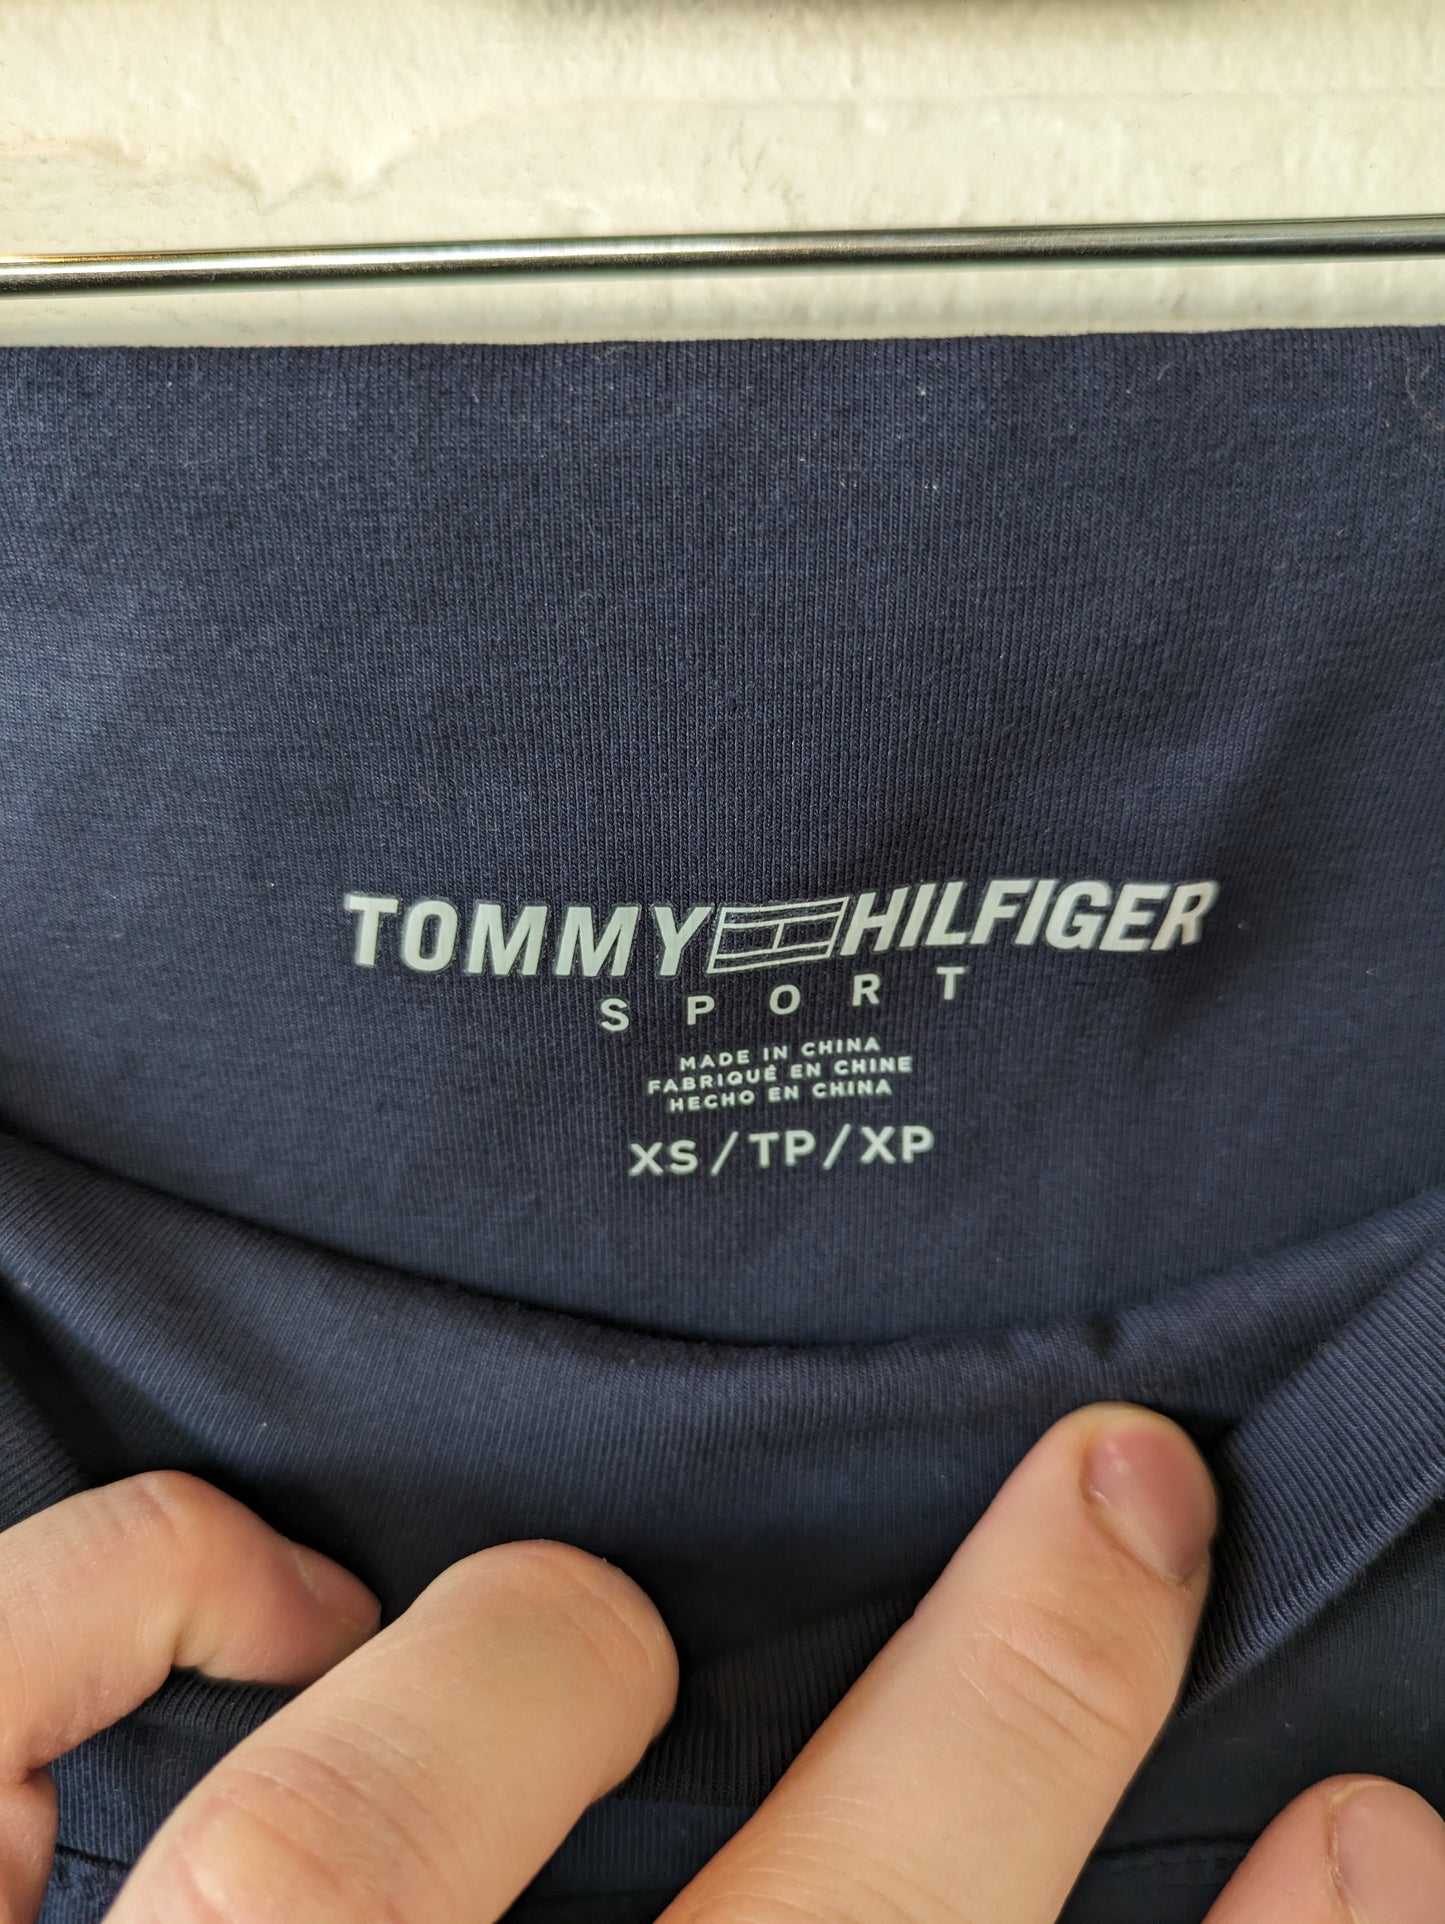 TOMMY HILFIGER
SPORT
MADE IN CHINA
FABRIQUÉ EN CHINE
HECHO EN CHINA
XS / TP / XP